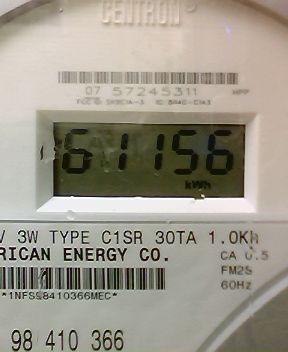 CENTRON
07 57245311 MPP
61156
kWh
V 3W TYPE C1SR 30TA 1.0Kh
RICAN ENERGY CO.
CA 0.5
FM2S
60Hz
*1NFS98410366MEC*
98 410 366